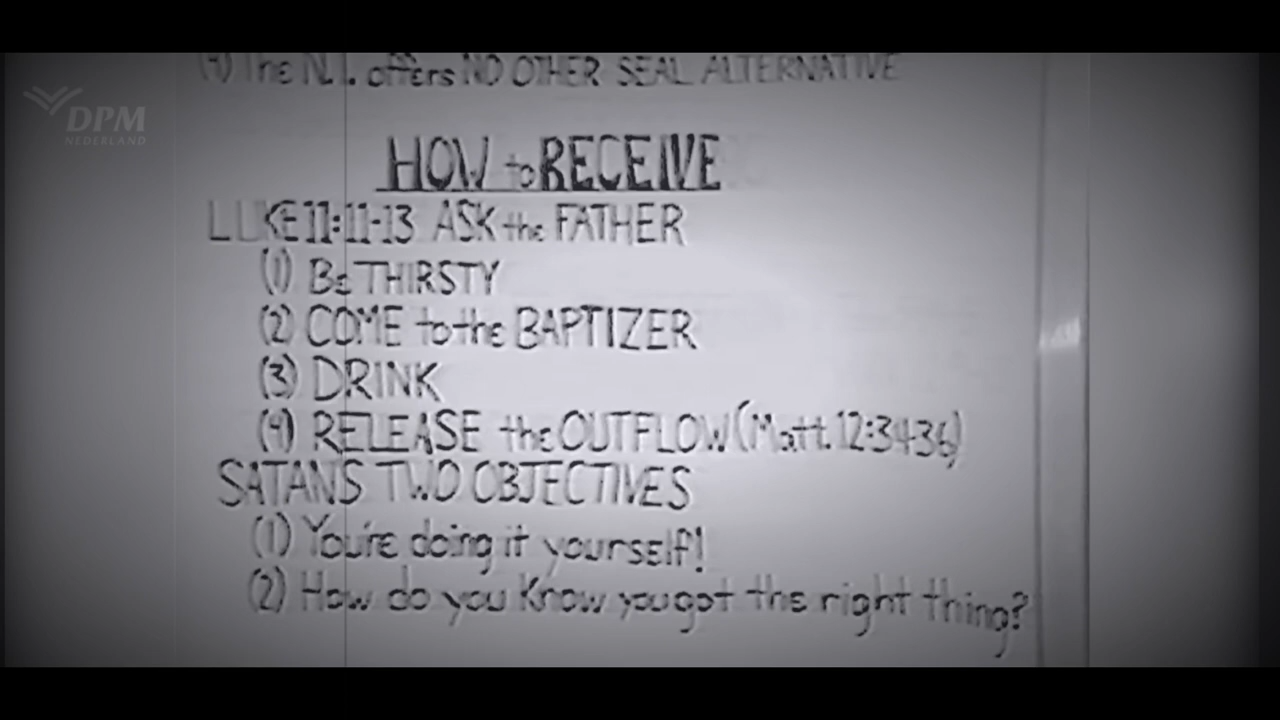 DPM
NEDERLAND
(4) The N.T. offers NO OTHER SEAL ALTERNATIVE
HOW to RECEIVE
LUKE 11:11-13 ASK the FATHER
(1) Be THIRSTY
(2) COME to the BAPTIZER
(3) DRINK
(4) RELEASE the OUTFLOW (Matt. 12:34-36)
SATANS TWO OBJECTIVES
(1) You're doing it yourself!
(2) How do you Know you got the right thing?